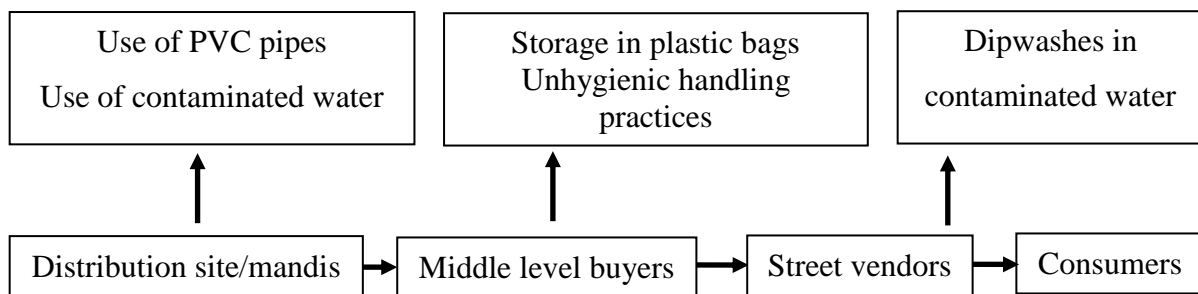 Use of PVC pipes
Use of contaminated water
Storage in plastic bags
Unhygienic handling
practices
Dipwashes in
contaminated water
Distribution site/mandis
Middle level buyers
Street vendors
Consumers